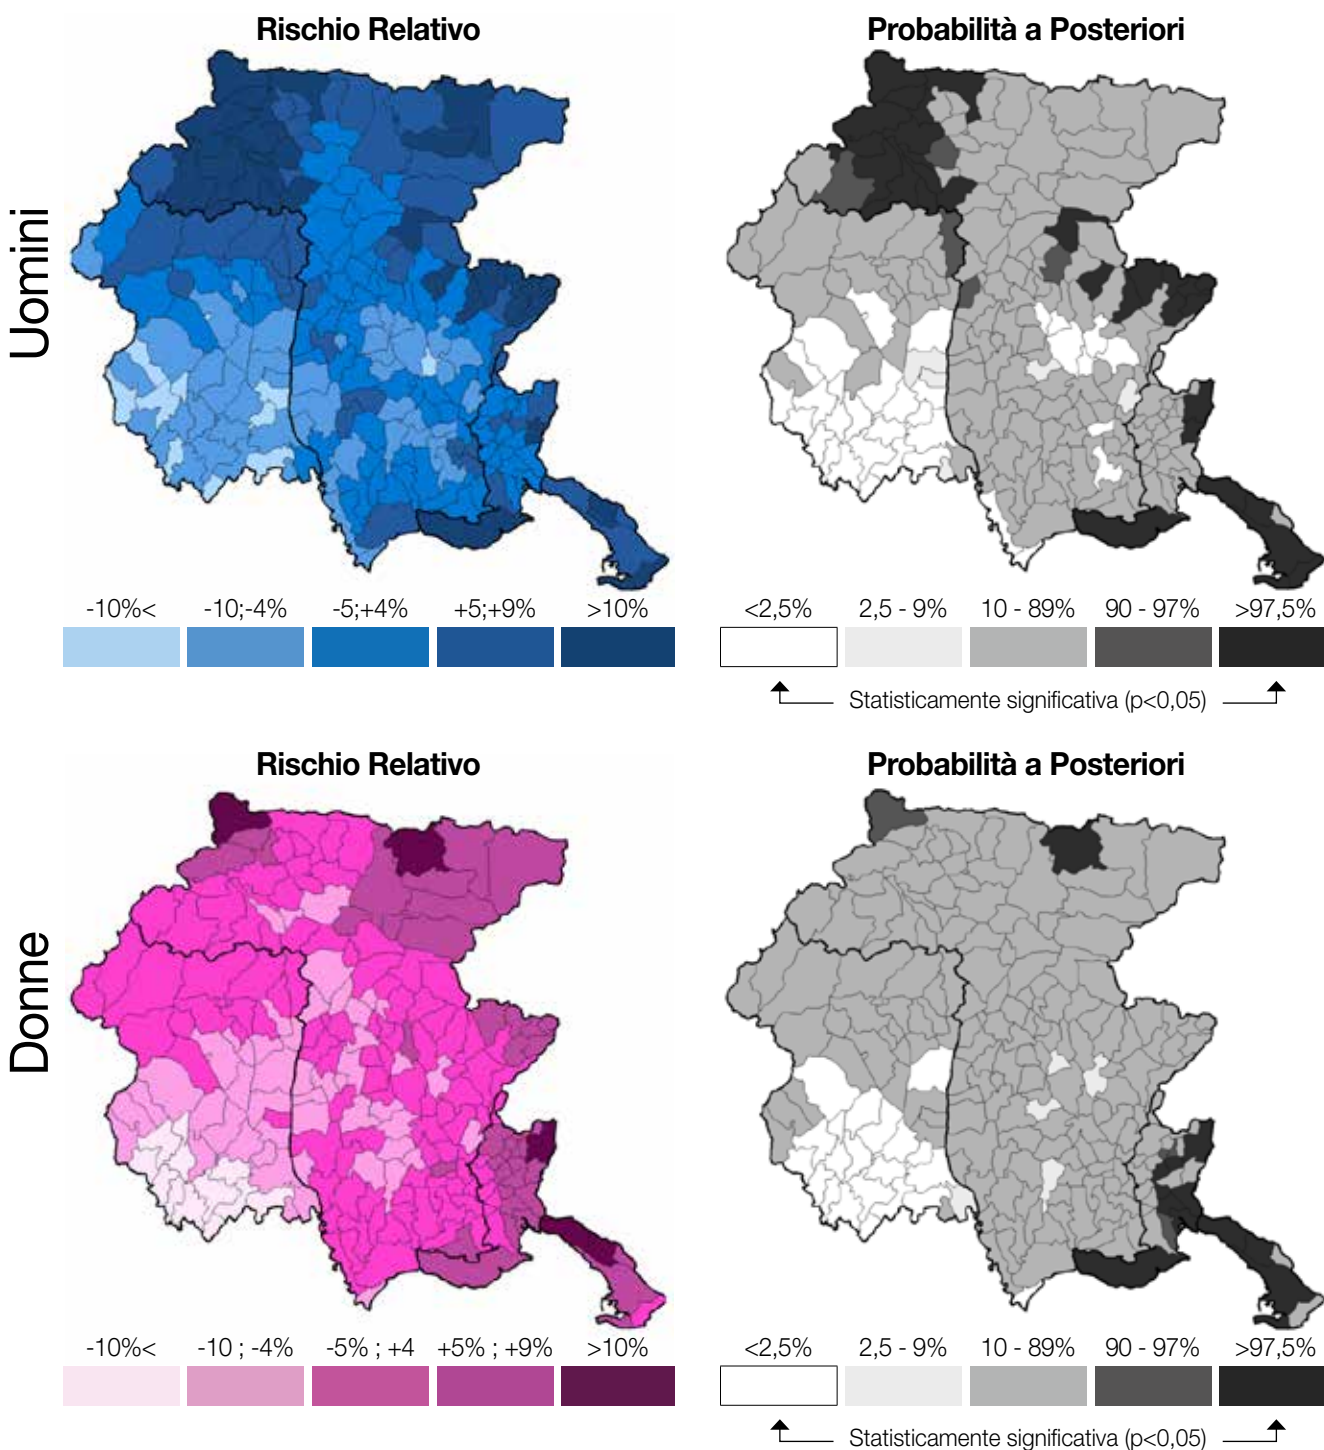 Rischio Relativo
Probabilità a Posteriori
Uomini
-10%< -10;-4% -5;+4% +5;+9% >10%
<2,5% 2,5 - 9% 10 - 89% 90 - 97% >97,5%
Statisticamente significativa (p<0,05)
Rischio Relativo
Probabilità a Posteriori
Donne
-10%< -10 ; -4% -5% ; +4 +5% ; +9% >10%
<2,5% 2,5 - 9% 10 - 89% 90 - 97% >97,5%
Statisticamente significativa (p<0,05)